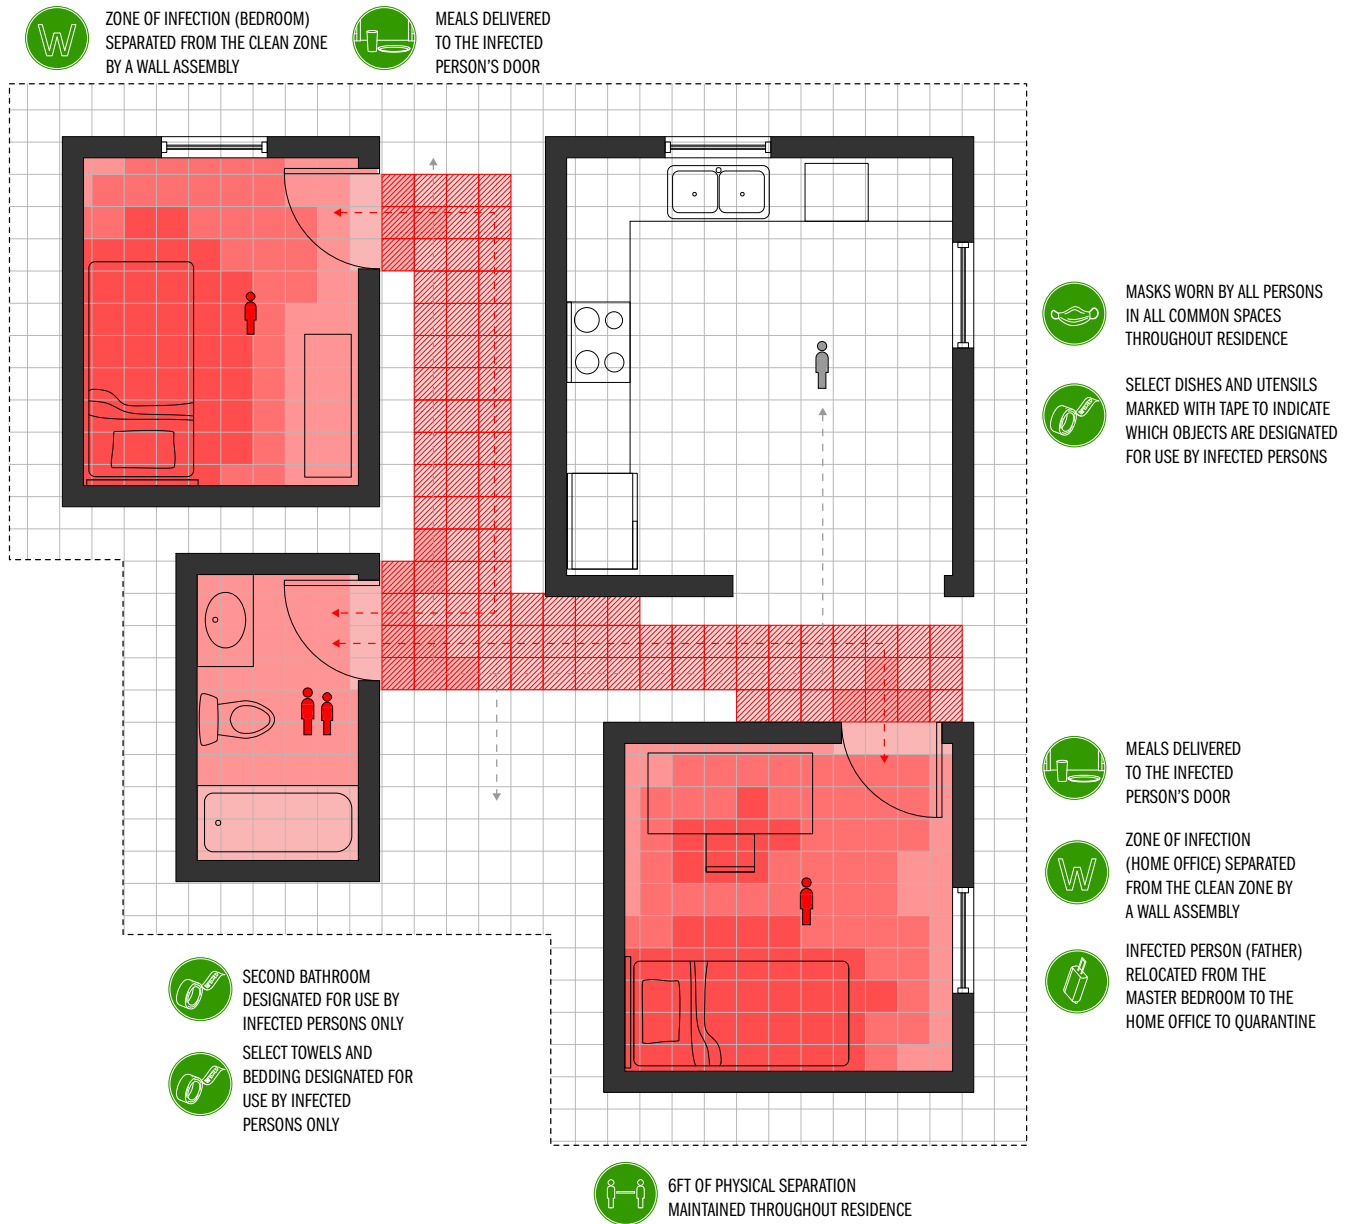 W
ZONE OF INFECTION (BEDROOM)
SEPARATED FROM THE CLEAN ZONE
BY A WALL ASSEMBLY
MEALS DELIVERED
TO THE INFECTED
PERSON'S DOOR
MASKS WORN BY ALL PERSONS
IN ALL COMMON SPACES
THROUGHOUT RESIDENCE
SELECT DISHES AND UTENSILS
MARKED WITH TAPE TO INDICATE
WHICH OBJECTS ARE DESIGNATED
FOR USE BY INFECTED PERSONS
MEALS DELIVERED
TO THE INFECTED
PERSON'S DOOR
W
ZONE OF INFECTION
(HOME OFFICE) SEPARATED
FROM THE CLEAN ZONE BY
A WALL ASSEMBLY
INFECTED PERSON (FATHER)
RELOCATED FROM THE
MASTER BEDROOM TO THE
HOME OFFICE TO QUARANTINE
SECOND BATHROOM
DESIGNATED FOR USE BY
INFECTED PERSONS ONLY
SELECT TOWELS AND
BEDDING DESIGNATED FOR
USE BY INFECTED
PERSONS ONLY
6FT OF PHYSICAL SEPARATION
MAINTAINED THROUGHOUT RESIDENCE